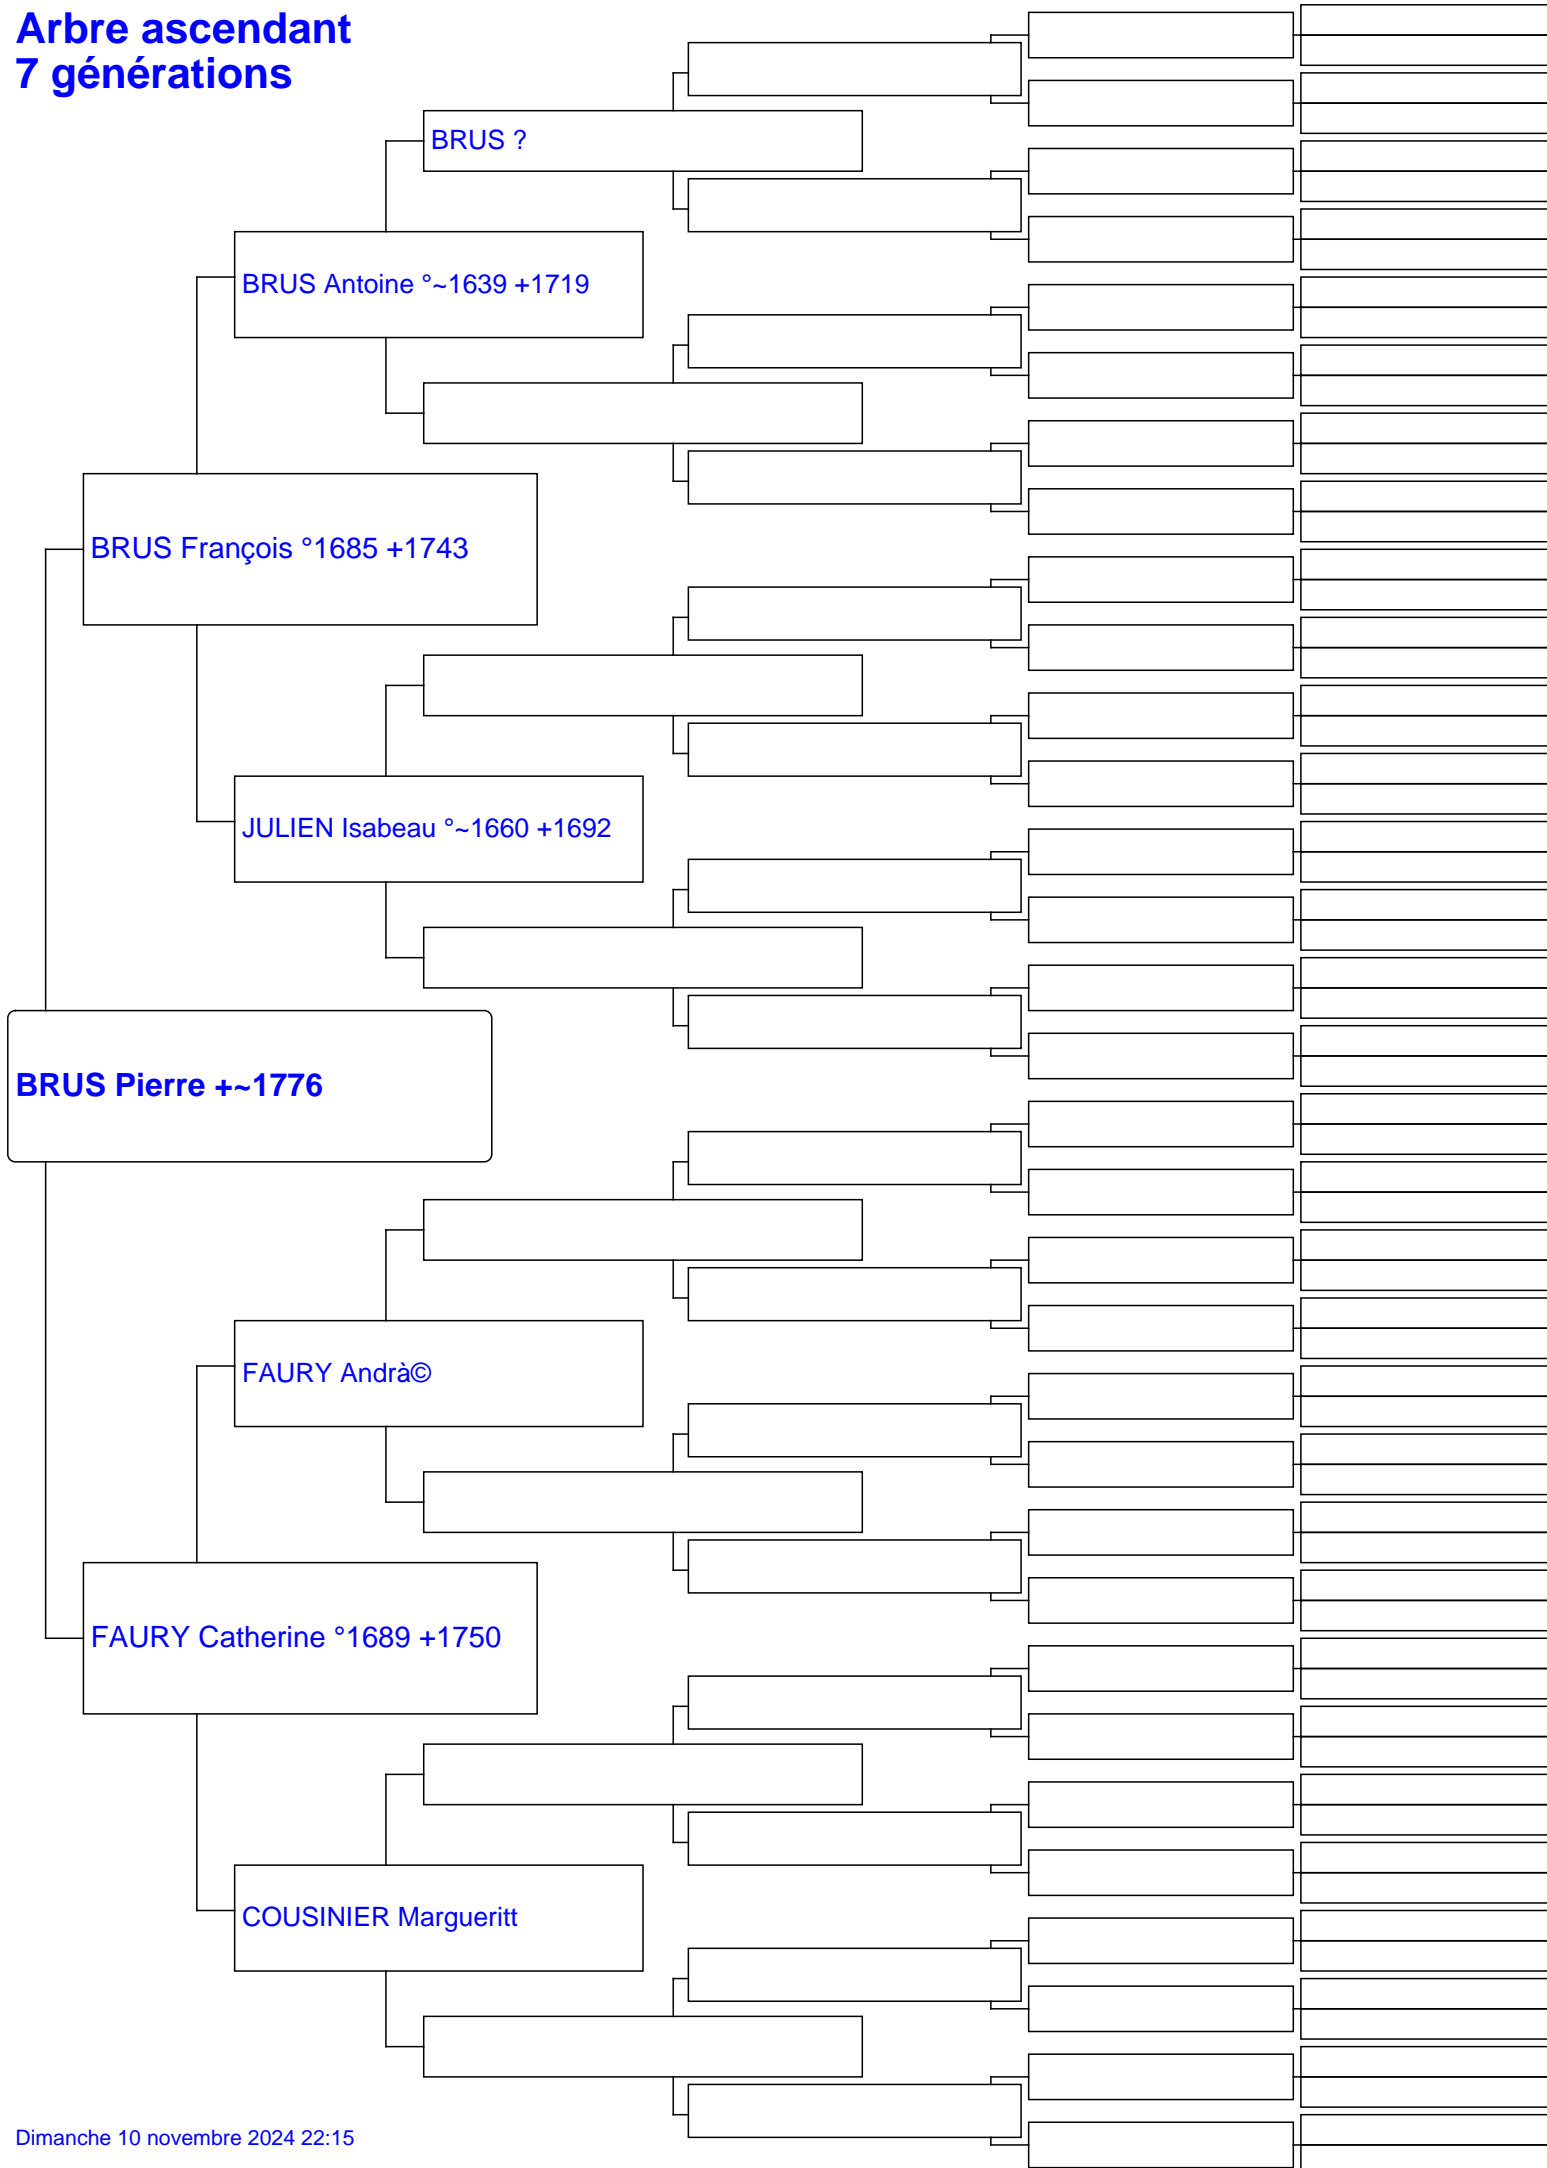 Arbre ascendant
7 générations
BRUS ?
BRUS Antoine °~1639 +1719
BRUS François °1685 +1743
JULIEN Isabeau °~1660 +1692
BRUS Pierre +~1776
FAURY Andrà©
FAURY Catherine °1689 +1750
COUSINIER Margueritt
Dimanche 10 novembre 2024 22:15